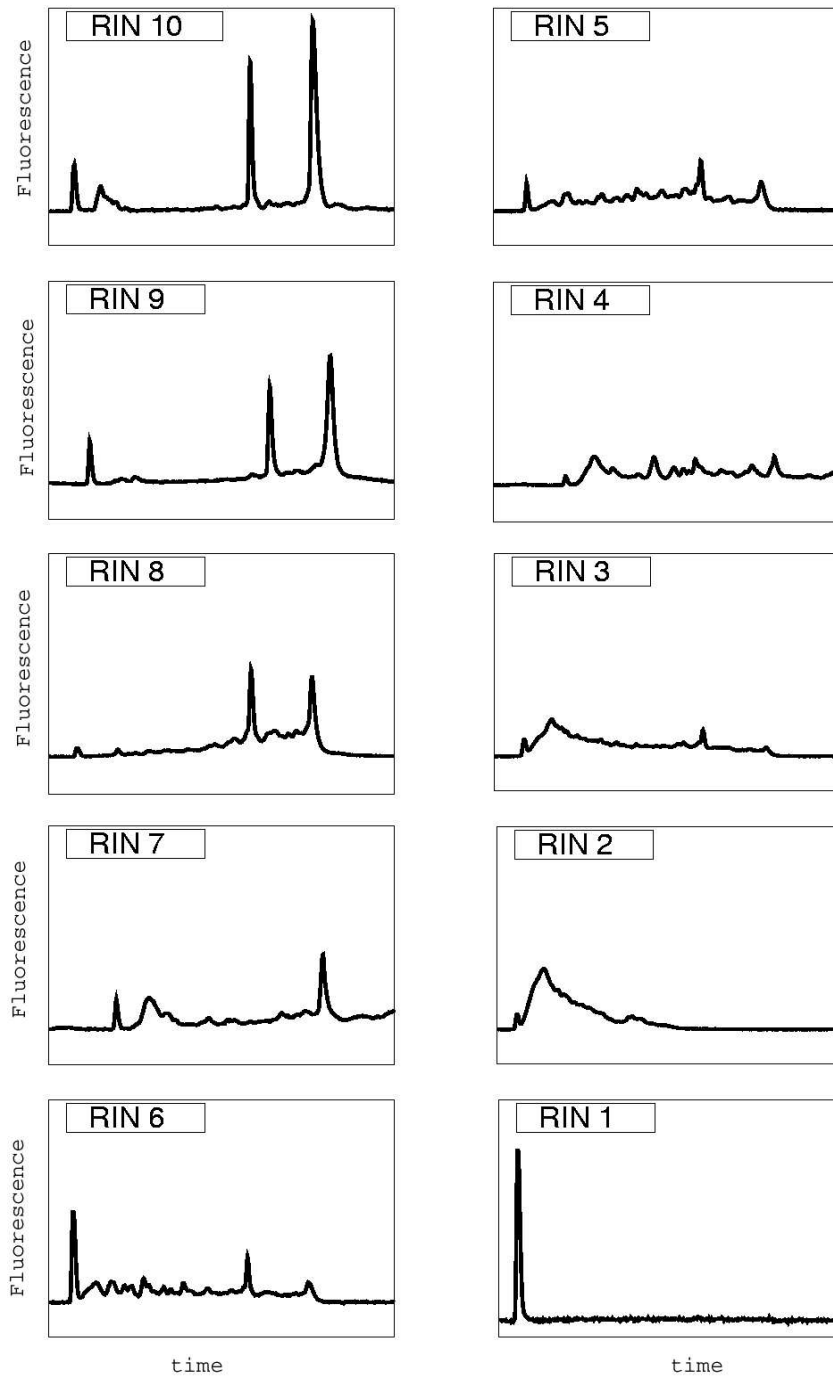 RIN 10
Fluorescence
RIN 5
RIN 9
Fluorescence
RIN 4
RIN 8
Fluorescence
RIN 3
RIN 7
Fluorescence
RIN 2
RIN 6
Fluorescence
RIN 1
time
time